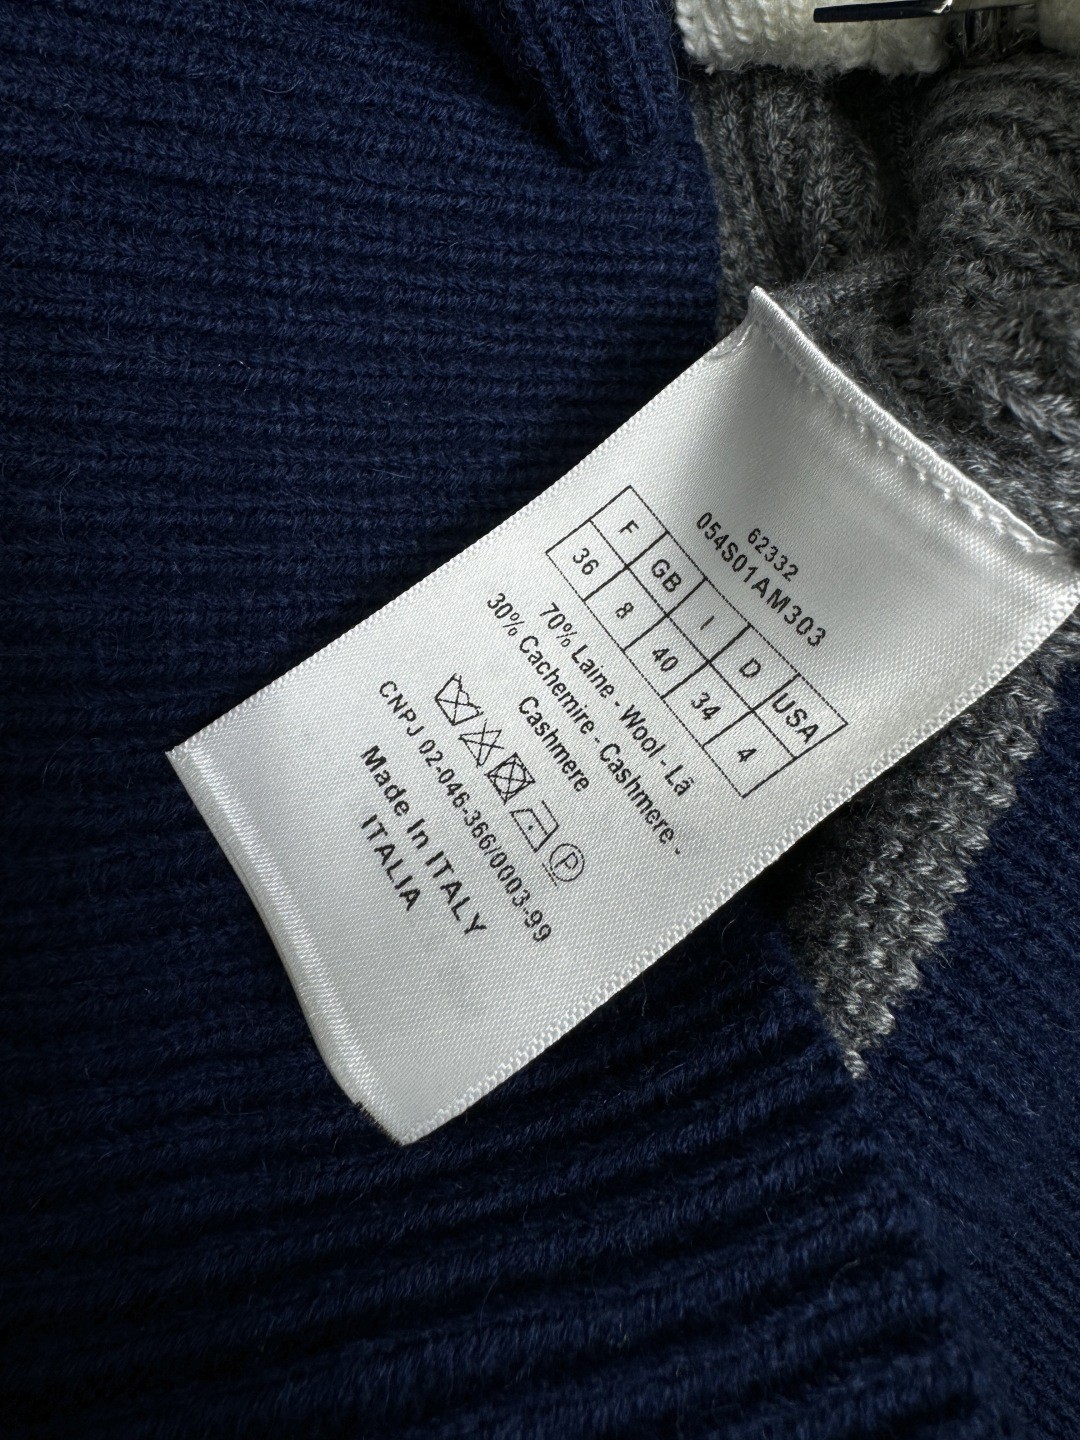 62332
054S01AM303
F GB I D USA
36 8 40 34 4
70% Laine - Wool - Lã
30% Cachemire - Cashmere -
Cashmere
P
CNPJ 02-046-366/0003-99
Made In ITALY
ITALIA